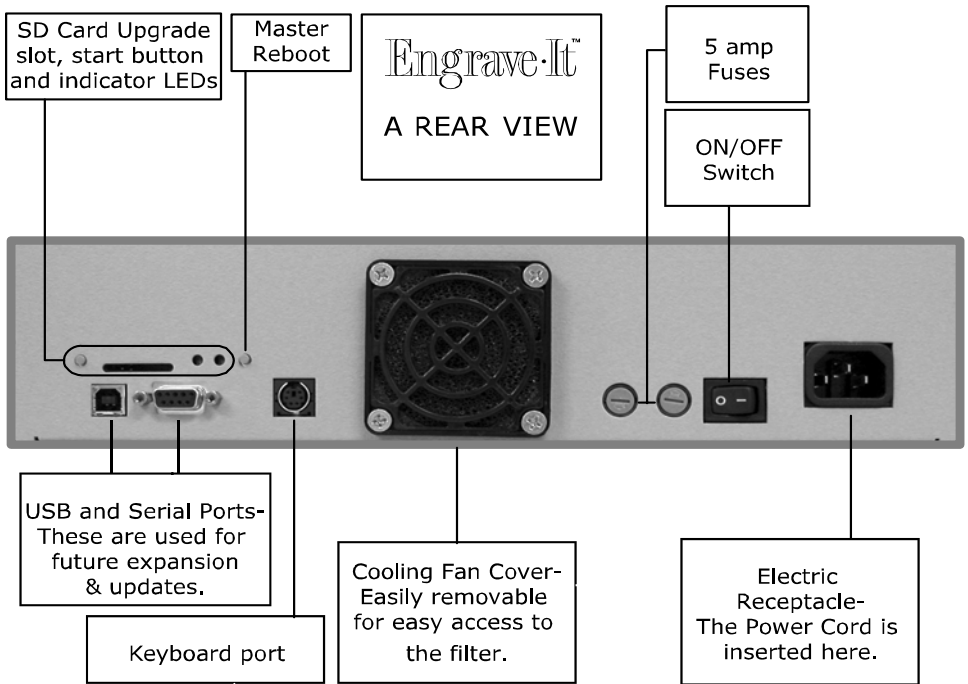 SD Card Upgrade
slot, start button
and indicator LEDs
Master
Reboot
Engrave·It™
A REAR VIEW
5 amp
Fuses
ON/OFF
Switch
USB and Serial Ports-
These are used for
future expansion
& updates.
Keyboard port
Cooling Fan Cover-
Easily removable
for easy access to
the filter.
Electric
Receptacle-
The Power Cord is
inserted here.